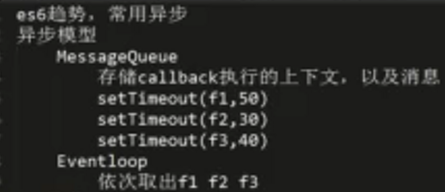 es6趋势，常用异步
异步模型
MessageQueue
存储callback执行的上下文，以及消息
setTimeout(f1,50)
setTimeout(f2,30)
setTimeout(f3,40)
Eventloop
依次取出f1 f2 f3